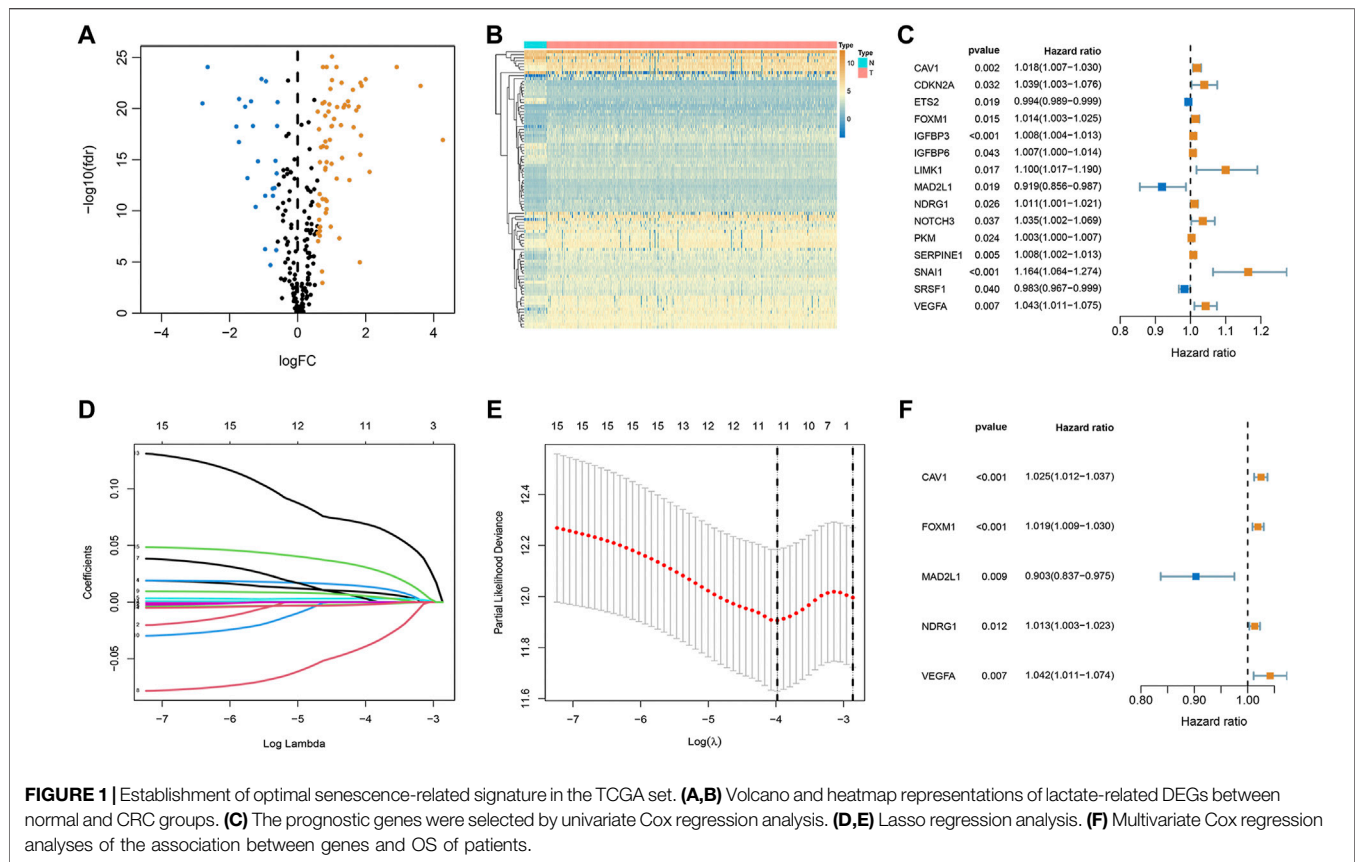 A
25
20
15
10
5
0
−4
−2
0
2
4
−log10(fdr)
logFC
B
Type
10
5
0
Type
N
T
C
pvalue Hazard ratio
CAV1 0.002 1.018(1.007−1.030)
CDKN2A 0.032 1.039(1.003−1.076)
ETS2 0.019 0.994(0.989−0.999)
FOXM1 0.015 1.014(1.003−1.025)
IGFBP3 <0.001 1.008(1.004−1.013)
IGFBP6 0.043 1.007(1.000−1.014)
LIMK1 0.017 1.100(1.017−1.190)
MAD2L1 0.019 0.919(0.856−0.987)
NDRG1 0.026 1.011(1.001−1.021)
NOTCH3 0.037 1.035(1.002−1.069)
PKM 0.024 1.003(1.000−1.007)
SERPINE1 0.005 1.008(1.002−1.013)
SNAI1 <0.001 1.164(1.064−1.274)
SRSF1 0.040 0.983(0.967−0.999)
VEGFA 0.007 1.043(1.011−1.075)
0.8 0.9 1.0 1.1 1.2
Hazard ratio
D
15 15 12 11 3
0.10
0.05
0.00
−0.05
−7 −6 −5 −4 −3
Coefficients
Log Lambda
E
15 15 15 15 15 13 12 12 11 11 10 7 1
12.4
12.2
12.0
11.8
11.6
−7 −6 −5 −4 −3
Partial Likelihood Deviance
Log(λ)
F
pvalue Hazard ratio
CAV1 <0.001 1.025(1.012−1.037)
FOXM1 <0.001 1.019(1.009−1.030)
MAD2L1 0.009 0.903(0.837−0.975)
NDRG1 0.012 1.013(1.003−1.023)
VEGFA 0.007 1.042(1.011−1.074)
0.80 0.90 1.00
Hazard ratio
FIGURE 1 | Establishment of optimal senescence-related signature in the TCGA set. (A,B) Volcano and heatmap representations of lactate-related DEGs between
normal and CRC groups. (C) The prognostic genes were selected by univariate Cox regression analysis. (D,E) Lasso regression analysis. (F) Multivariate Cox regression
analyses of the association between genes and OS of patients.